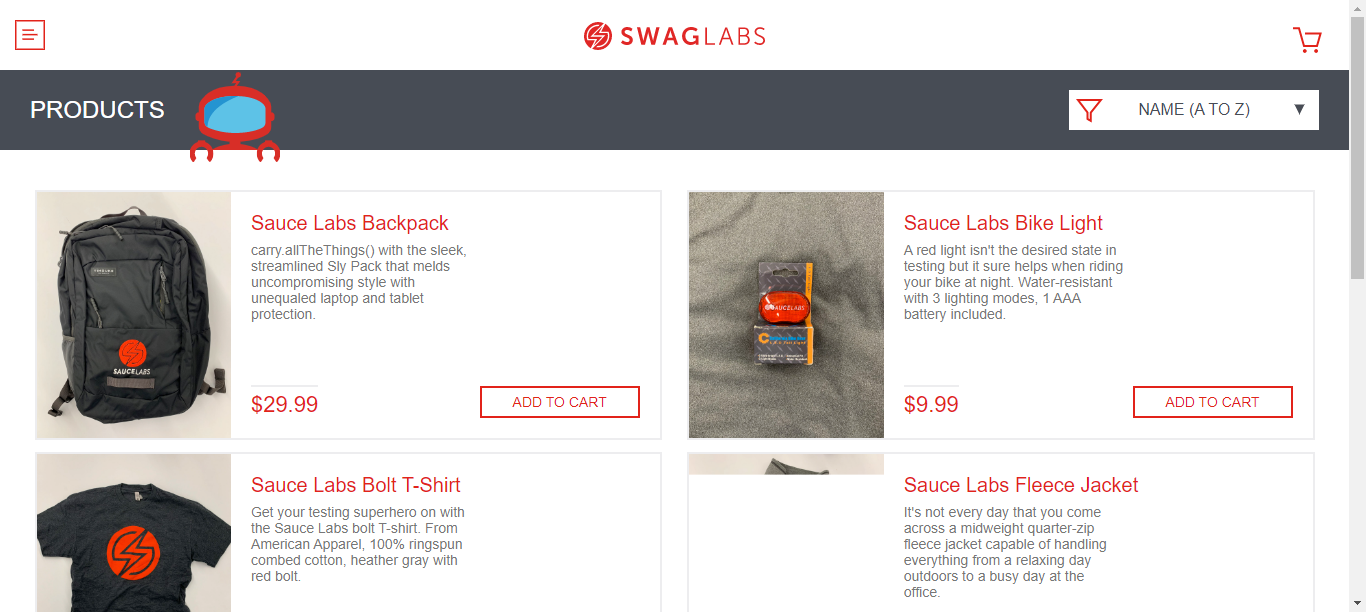 SWAGLABS
PRODUCTS
NAME (A TO Z)
Sauce Labs Backpack
carry.allTheThings() with the sleek,
streamlined Sly Pack that melds
uncompromising style with
unequaled laptop and tablet
protection.
SAUCELABS
$29.99
ADD TO CART
Sauce Labs Bike Light
A red light isn't the desired state in
testing but it sure helps when riding
your bike at night. Water-resistant
with 3 lighting modes, 1 AAA
battery included.
SAUCELABS
$9.99
ADD TO CART
Sauce Labs Bolt T-Shirt
Get your testing superhero on with
the Sauce Labs bolt T-shirt. From
American Apparel, 100% ringspun
combed cotton, heather gray with
red bolt.
Sauce Labs Fleece Jacket
It's not every day that you come
across a midweight quarter-zip
fleece jacket capable of handling
everything from a relaxing day
outdoors to a busy day at the
office.